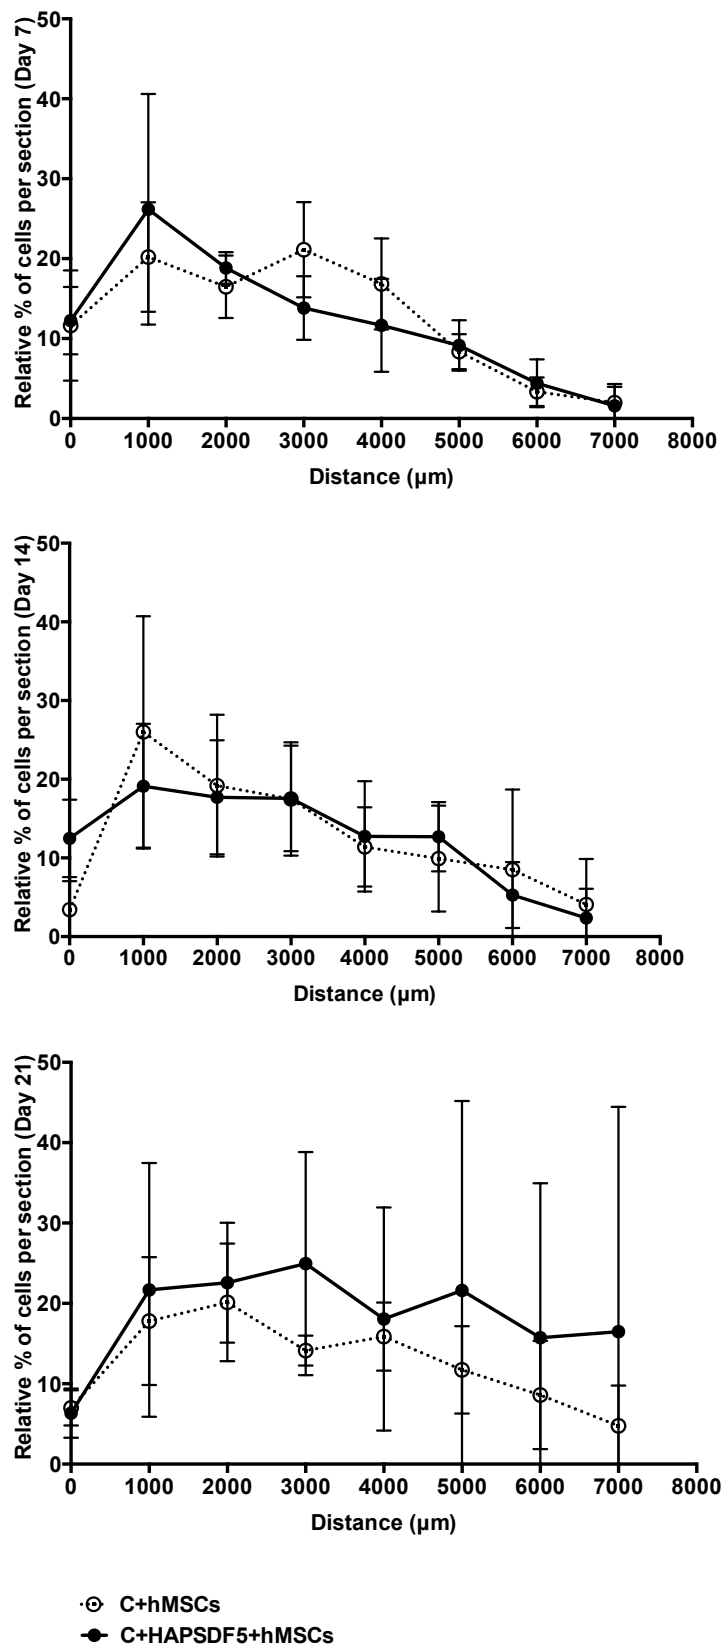 Relative % of cells per section (Day 7)
50
40
30
20
10
0
0 1000 2000 3000 4000 5000 6000 7000 8000
Distance (µm)
Relative % of cells per section (Day 14)
50
40
30
20
10
0
0 1000 2000 3000 4000 5000 6000 7000 8000
Distance (µm)
Relative % of cells per section (Day 21)
50
40
30
20
10
0
0 1000 2000 3000 4000 5000 6000 7000 8000
Distance (µm)
C+hMSCs
C+HAPSDF5+hMSCs